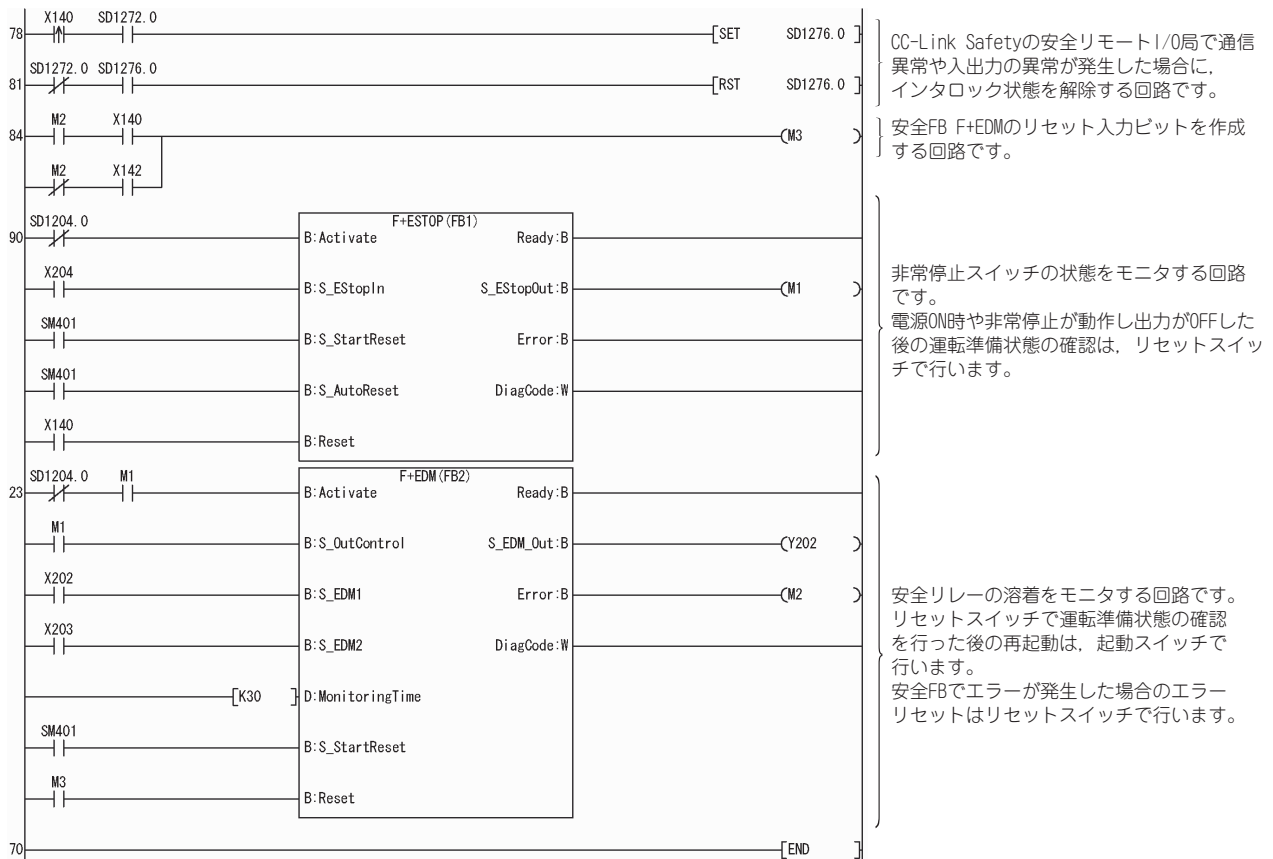 X140 SD1272.0
78 SET SD1276.0
CC-Link Safetyの安全リモートI/O局で通信
異常や入出力の異常が発生した場合に，
インタロック状態を解除する回路です。
SD1272.0 SD1276.0
81 RST SD1276.0
M2 X140
84 M3
安全FB F+EDMのリセット入力ビットを作成
する回路です。
M2 X142
SD1204.0
90
F+ESTOP(FB1)
B:Activate Ready:B
X204
B:S_EStopIn S_EStopOut:B M1
SM401
B:S_StartReset Error:B
SM401
B:S_AutoReset DiagCode:W
X140
B:Reset
非常停止スイッチの状態をモニタする回路
です。
電源ON時や非常停止が動作し出力がOFFした
後の運転準備状態の確認は，リセットスイッ
チで行います。
SD1204.0 M1
23
F+EDM(FB2)
B:Activate Ready:B
M1
B:S_OutControl S_EDM_Out:B Y202
X202
B:S_EDM1 Error:B M2
X203
B:S_EDM2 DiagCode:W
K30 D:MonitoringTime
SM401
B:S_StartReset
M3
B:Reset
安全リレーの溶着をモニタする回路です。
リセットスイッチで運転準備状態の確認
を行った後の再起動は，起動スイッチで
行います。
安全FBでエラーが発生した場合のエラー
リセットはリセットスイッチで行います。
70 END